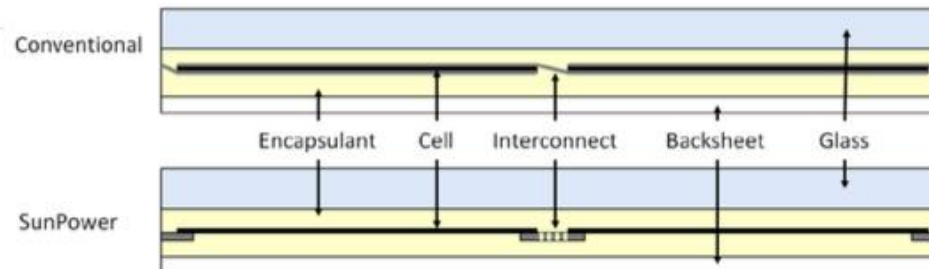 Conventional
Encapsulant Cell Interconnect Backsheet Glass
SunPower